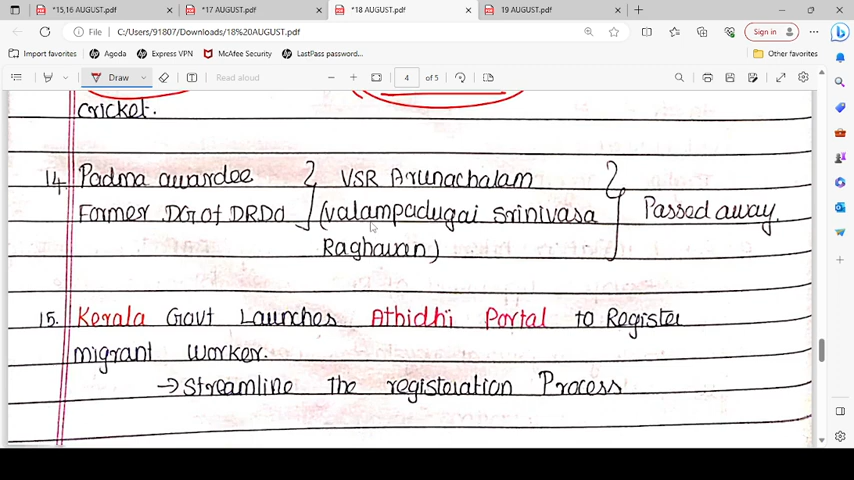 *15,16 AUGUST.pdf
*17 AUGUST.pdf
*18 AUGUST.pdf
19 AUGUST.pdf
File
C:/Users/91807/Downloads/18%20AUGUST.pdf
Sign in
Import favorites
Agoda
Express VPN
McAfee Security
LastPass password...
Other favorites
Draw
Read aloud
4 of 5
cricket.
14. Padma awardee VSR Arunachalam
Former DG of DRDO (Valampadugai Srinivasa Passed away.
Raghavan)
15. Kerala Govt Launches Athidhi Portal to Register
migrant worker.
→ Streamline the registeration Process